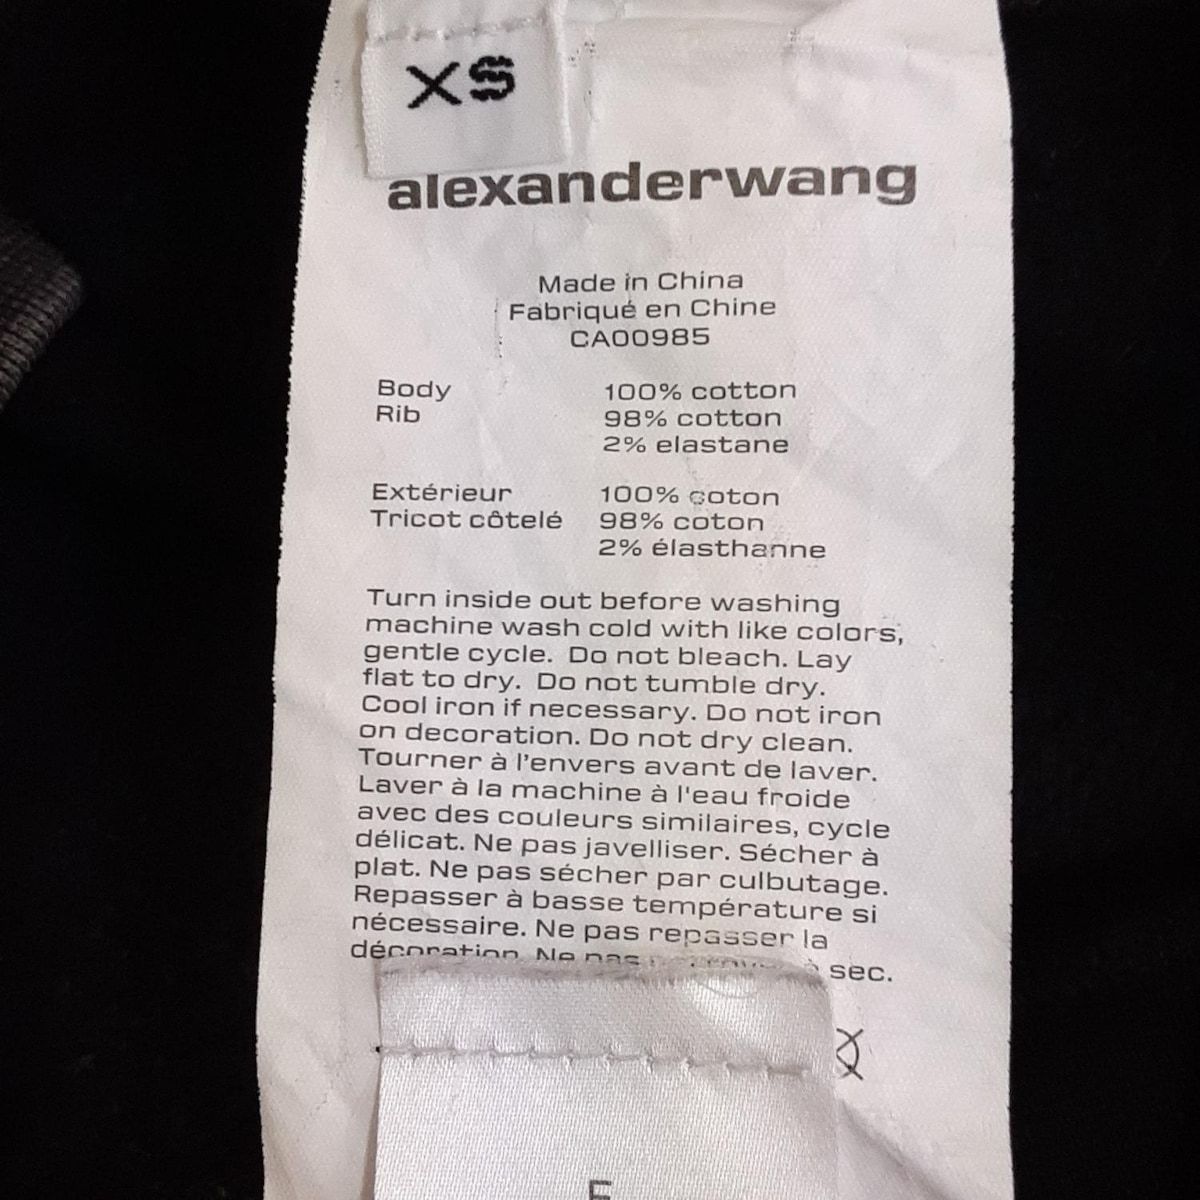 XS
alexanderwang
Made in China
Fabriqué en Chine
CA00985
Body 100% cotton
Rib 98% cotton
2% elastane
Extérieur 100% coton
Tricot côtelé 98% coton
2% élasthanne
Turn inside out before washing
machine wash cold with like colors,
gentle cycle. Do not bleach. Lay
flat to dry. Do not tumble dry.
Cool iron if necessary. Do not iron
on decoration. Do not dry clean.
Tourner à l'envers avant de laver.
Laver à la machine à l'eau froide
avec des couleurs similaires, cycle
délicat. Ne pas javelliser. Sécher à
plat. Ne pas sécher par culbutage.
Repasser à basse température si
nécessaire. Ne pas repasser la
décoration. Ne pas à sec.